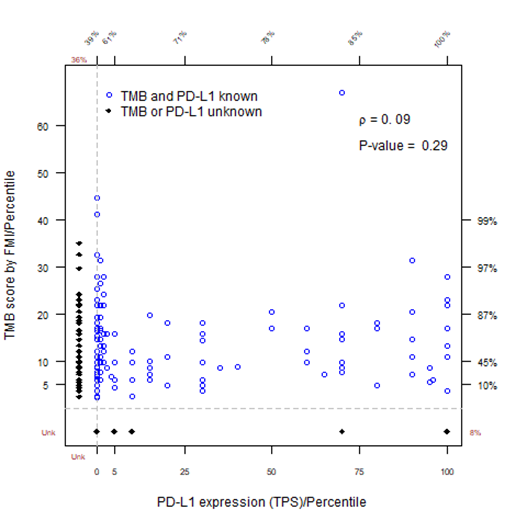 39% 61% 71% 78% 85% 100%
36%
TMB and PD-L1 known
TMB or PD-L1 unknown
ρ = 0. 09
P-value = 0.29
TMB score by FMI/Percentile
60
50
40 99%
30 97%
20 87%
10 45%
5 10%
Unk 8%
Unk
0 5 25 50 75 100
PD-L1 expression (TPS)/Percentile